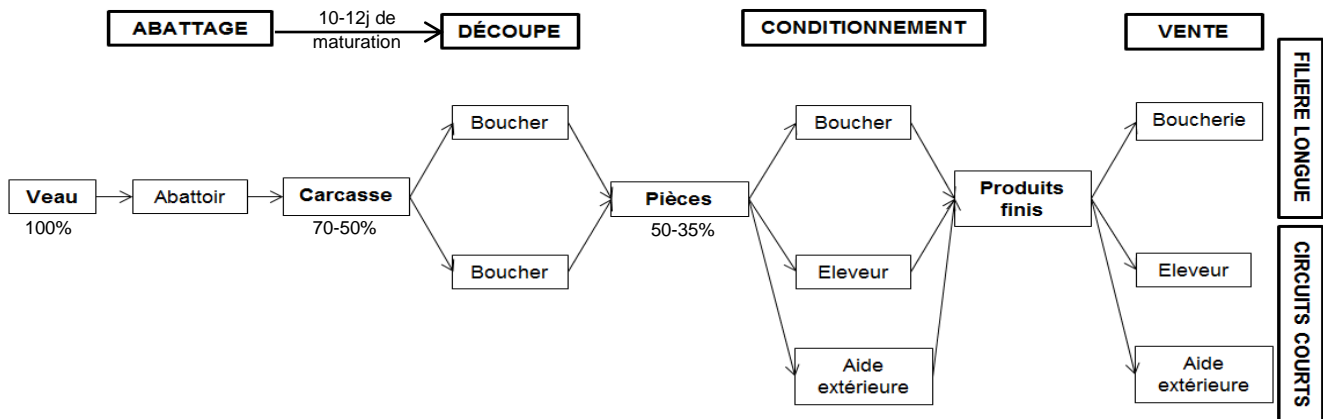 ABATTAGE
10-12j de
maturation
DÉCOUPE
CONDITIONNEMENT
VENTE
FILIERE LONGUE
Boucher
Boucher
Boucherie
Veau
100%
Abattoir
Carcasse
70-50%
Pièces
50-35%
Produits
finis
Boucher
Eleveur
Eleveur
CIRCUITS COURTS
Aide
extérieure
Aide
extérieure